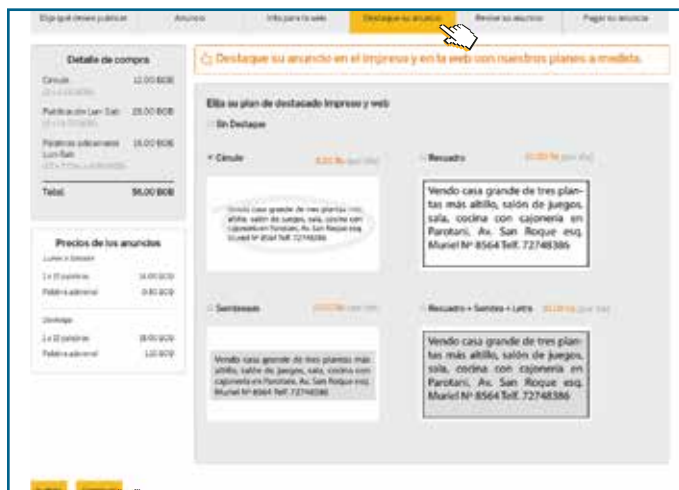 Elija qué desea publicar
Anuncio
Info para la web
Destaque su anuncio
Revise su anuncio
Pagar su anuncio
Detalle de compra
Círculo 12.00 BOB
Publicación Lun-Sab 28.00 BOB
Palabras adicionales 16.00 BOB
Lun-Sab
Total: 56.00 BOB
Precios de los anuncios
Lunes a Sábado
Palabra adicional
Domingo
Palabra adicional
Destaque su anuncio en el impreso y en la web con nuestros planes a medida.
Elija su plan de destacado Impreso y web
Sin Destaque
Círculo
Recuadro
Vendo casa grande de tres plantas más
altillo, salón de juegos, sala, cocina con
cajonería en Parotani, Av. San Roque esq.
Muriel Nº 8564 Telf. 72748386
Vendo casa grande de tres plan-
tas más altillo, salón de juegos,
sala, cocina con cajonería en
Parotani, Av. San Roque esq.
Muriel Nº 8564 Telf. 72748386
Sombreado
Recuadro + Sombra + Letra
Vendo casa grande de tres plantas más
altillo, salón de juegos, sala, cocina con
cajonería en Parotani, Av. San Roque esq.
Muriel Nº 8564 Telf. 72748386
Vendo casa grande de tres plan-
tas más altillo, salón de juegos,
sala, cocina con cajonería en
Parotani, Av. San Roque esq.
Muriel Nº 8564 Telf. 72748386